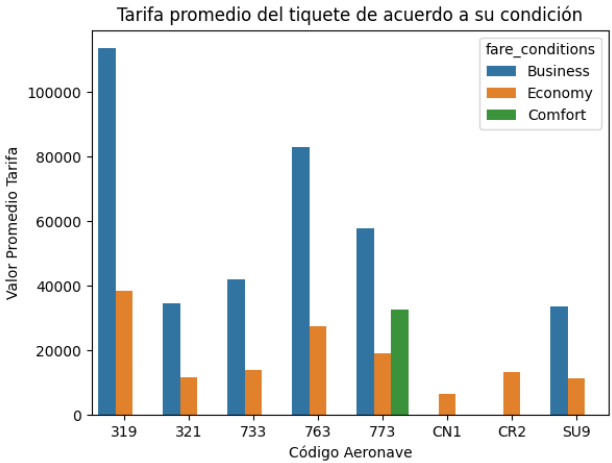 Tarifa promedio del tiquete de acuerdo a su condición
fare_conditions
Business
Economy
Comfort
Valor Promedio Tarifa
100000
80000
60000
40000
20000
0
319 321 733 763 773 CN1 CR2 SU9
Código Aeronave